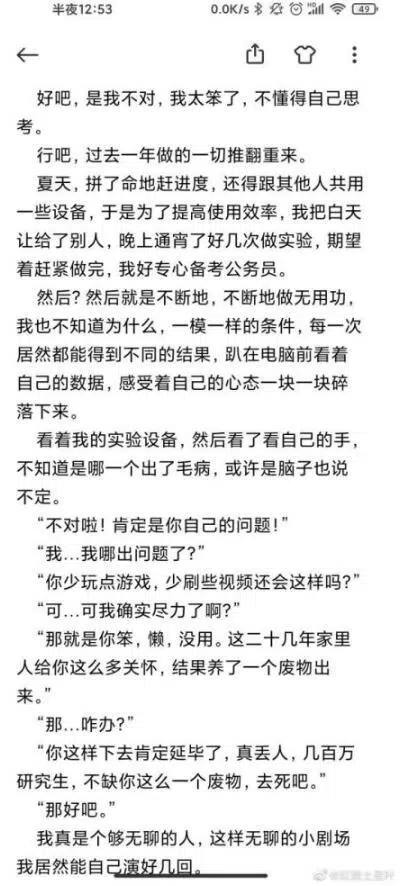 半夜12:53
0.0K/s
49
好吧，是我不对，我太笨了，不懂得自己思
考。
行吧，过去一年做的一切推翻重来。
夏天，拼了命地赶进度，还得跟其他人共用
一些设备，于是为了提高使用效率，我把白天
让给了别人，晚上通宵了好几次做实验，期望
着赶紧做完，我好专心备考公务员。
然后？然后就是不断地，不断地做无用功，
我也不知道为什么，一模一样的条件，每一次
居然都能得到不同的结果，趴在电脑前看着
自己的数据，感受着自己的心态一块一块碎
落下来。
看着我的实验设备，然后看了看自己的手，
不知道是哪一个出了毛病，或许是脑子也说
不定。
“不对啦！肯定是你自己的问题！”
“我...我哪出问题了？”
“你少玩点游戏，少刷些视频还会这样吗？”
“可...可我确实尽力了啊？”
“那就是你笨，懒，没用。这二十几年家里
人给你这么多关怀，结果养了一个废物出
来。”
“那...咋办？”
“你这样下去肯定延毕了，真丢人，几百万
研究生，不缺你这么一个废物，去死吧。”
“那好吧。”
我真是个够无聊的人，这样无聊的小剧场
我居然能自己演好几回。